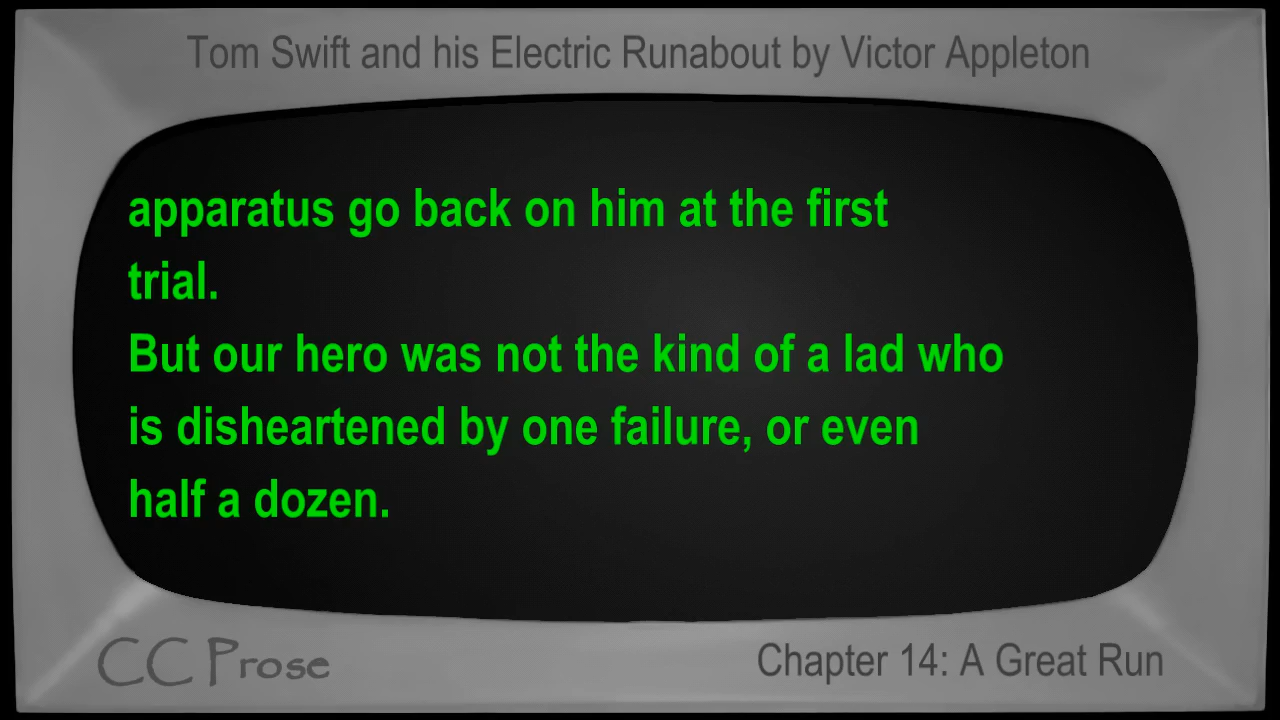 Tom Swift and his Electric Runabout by Victor Appleton
apparatus go back on him at the first
trial.
But our hero was not the kind of a lad who
is disheartened by one failure, or even
half a dozen.
CC Prose
Chapter 14: A Great Run